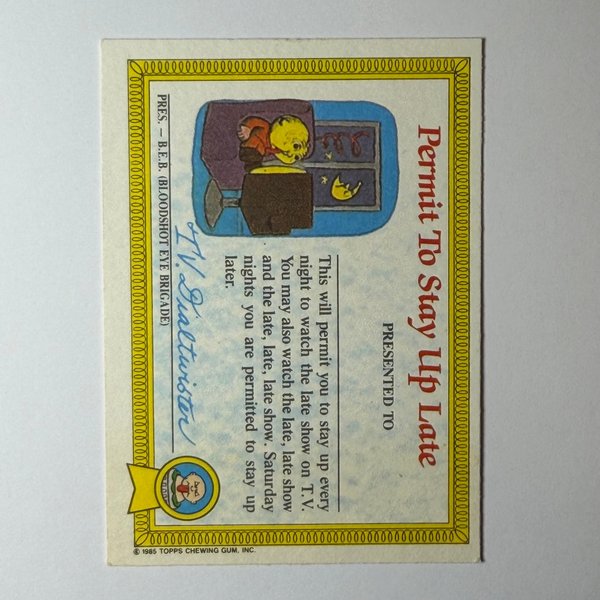 Permit To Stay Up Late
PRESENTED TO
This will permit you to stay up every
night to watch the late show on T.V.
You may also watch the late, late show
and the late, late, late show. Saturday
nights you are permitted to stay up
later.
T.V. Dialtwister
PRES. — B.E.B. (BLOODSHOT EYE BRIGADE)
© 1985 TOPPS CHEWING GUM, INC.